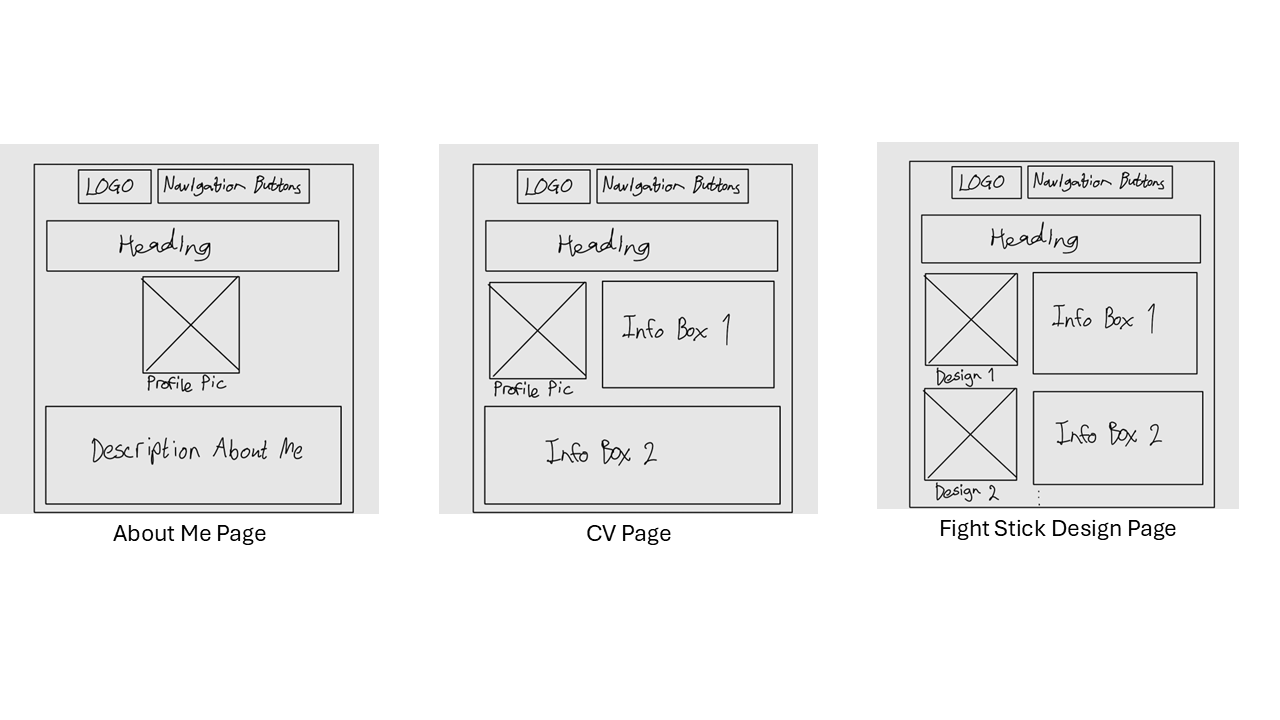 LOGO
Navigation Buttons
Heading
Profile Pic
Description About Me
About Me Page
LOGO
Navigation Buttons
Heading
Info Box 1
Profile Pic
Info Box 2
CV Page
LOGO
Navigation Buttons
Heading
Info Box 1
Design 1
Info Box 2
Design 2
Fight Stick Design Page